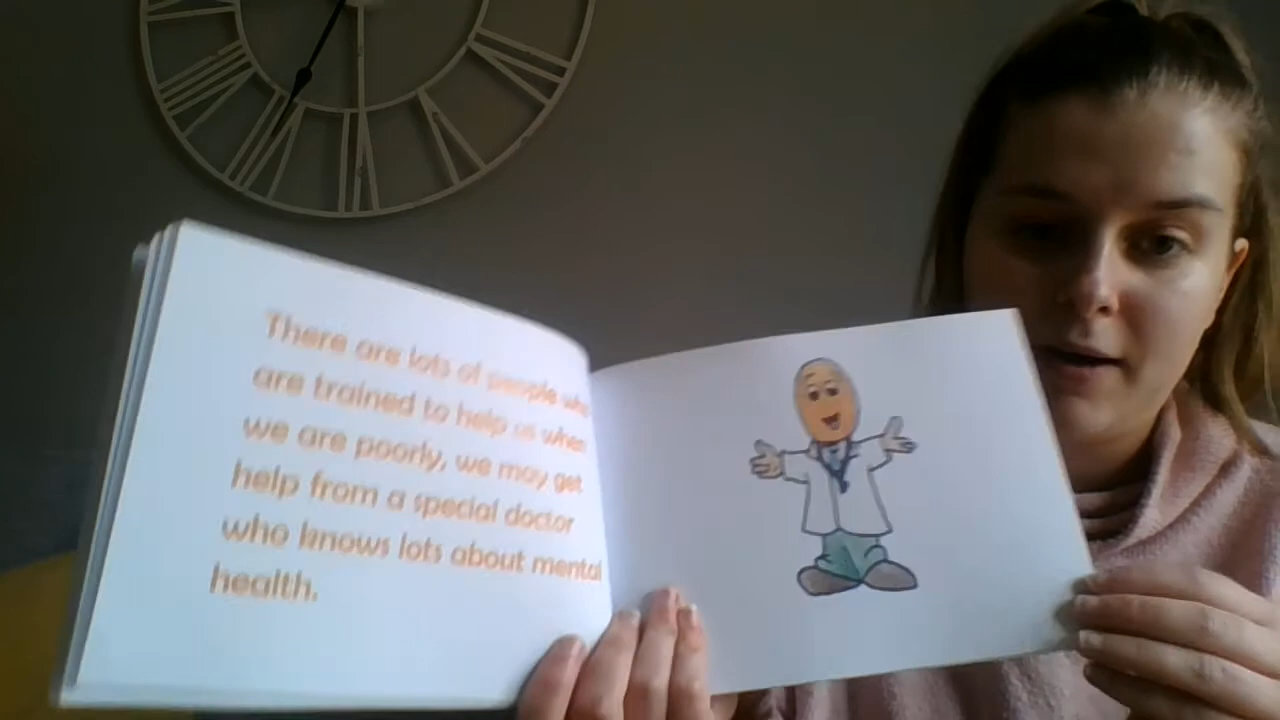 There are lots of people who
are trained to help us when
we are poorly, we may get
help from a special doctor
who knows lots about mental
health.